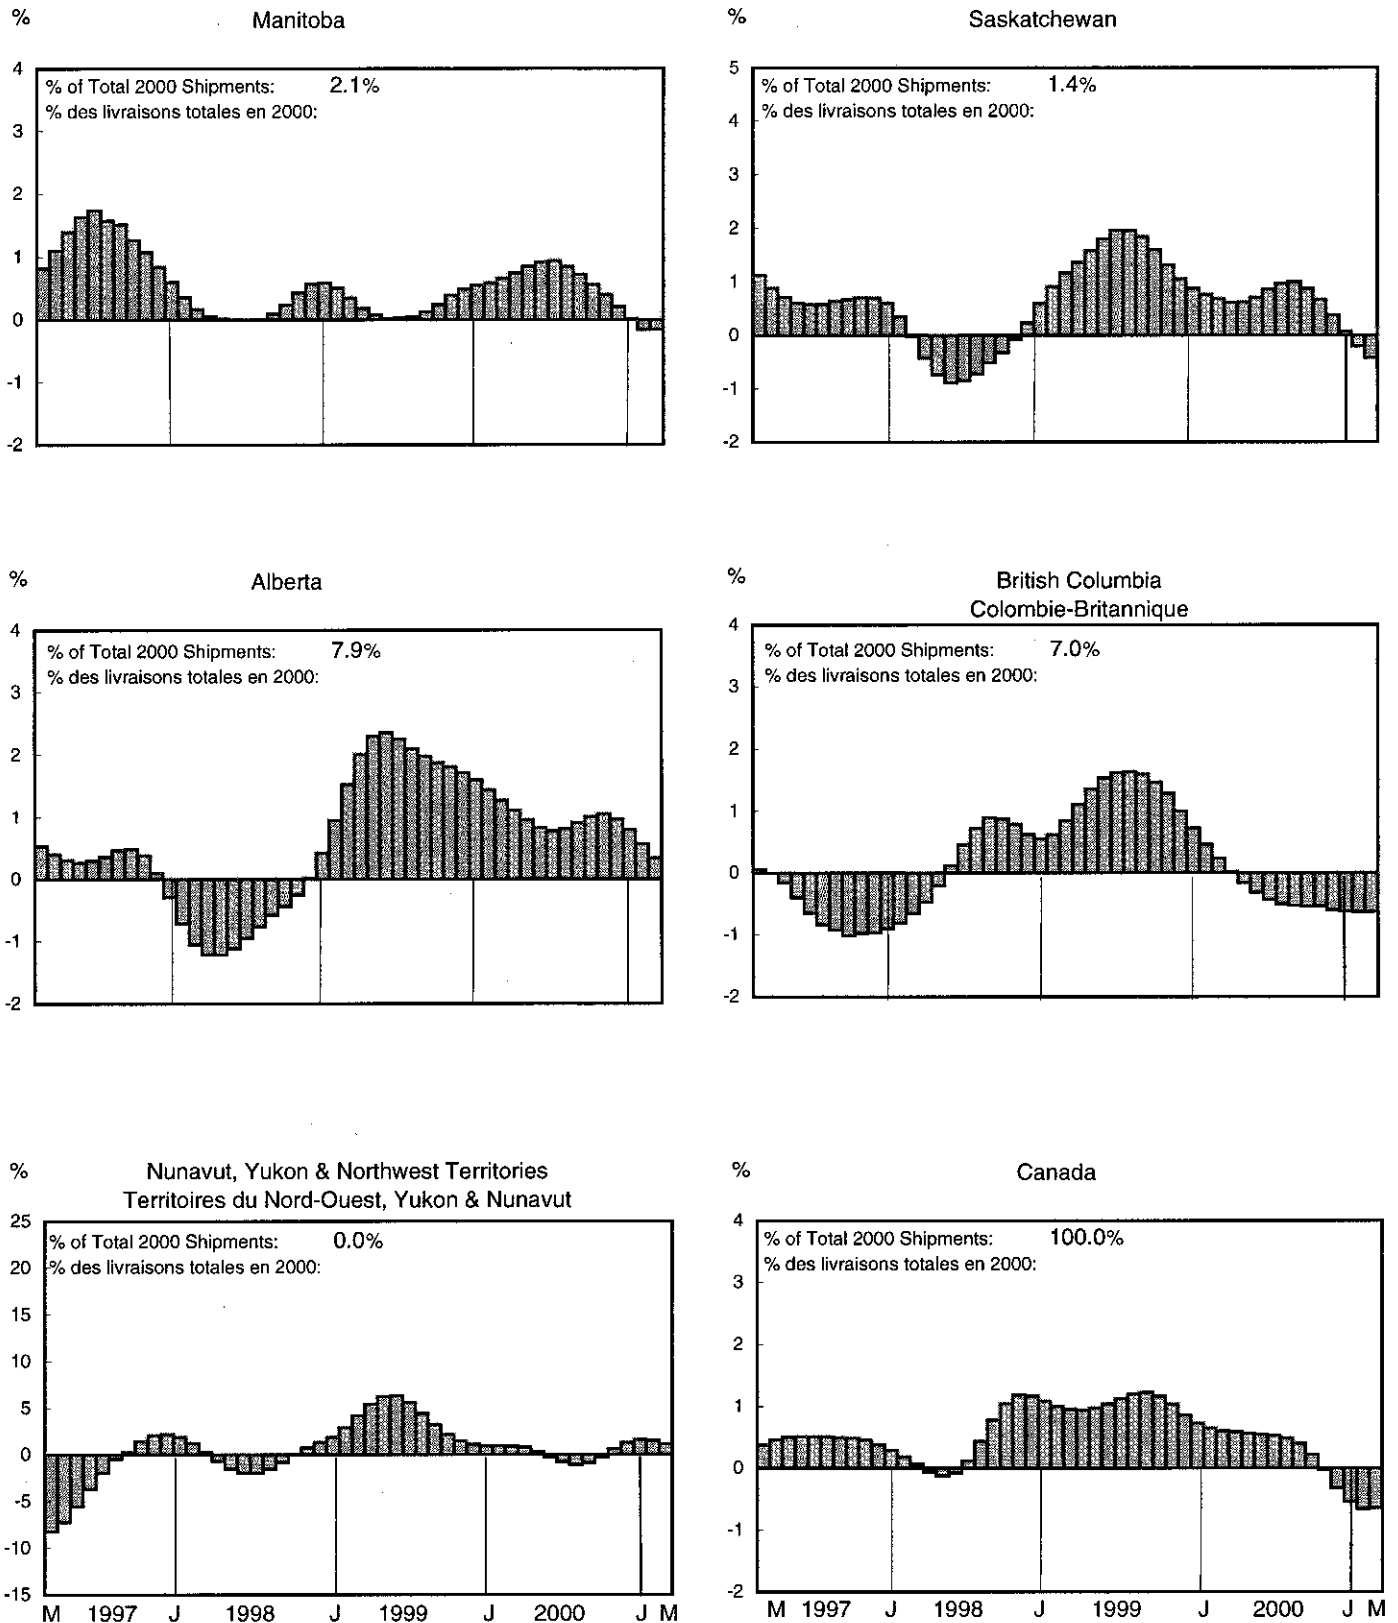 %
Manitoba
4
3
2
1
0
-1
-2
% of Total 2000 Shipments: 2.1%
% des livraisons totales en 2000:
%
Saskatchewan
5
4
3
2
1
0
-1
-2
% of Total 2000 Shipments: 1.4%
% des livraisons totales en 2000:
%
Alberta
4
3
2
1
0
-1
-2
% of Total 2000 Shipments: 7.9%
% des livraisons totales en 2000:
%
British Columbia
Colombie-Britannique
4
3
2
1
0
-1
-2
% of Total 2000 Shipments: 7.0%
% des livraisons totales en 2000:
%
Nunavut, Yukon & Northwest Territories
Territoires du Nord-Ouest, Yukon & Nunavut
25
20
15
10
5
0
-5
-10
-15
% of Total 2000 Shipments: 0.0%
% des livraisons totales en 2000:
M 1997 J 1998 J 1999 J 2000 J M
%
Canada
4
3
2
1
0
-1
-2
% of Total 2000 Shipments: 100.0%
% des livraisons totales en 2000:
M 1997 J 1998 J 1999 J 2000 J M